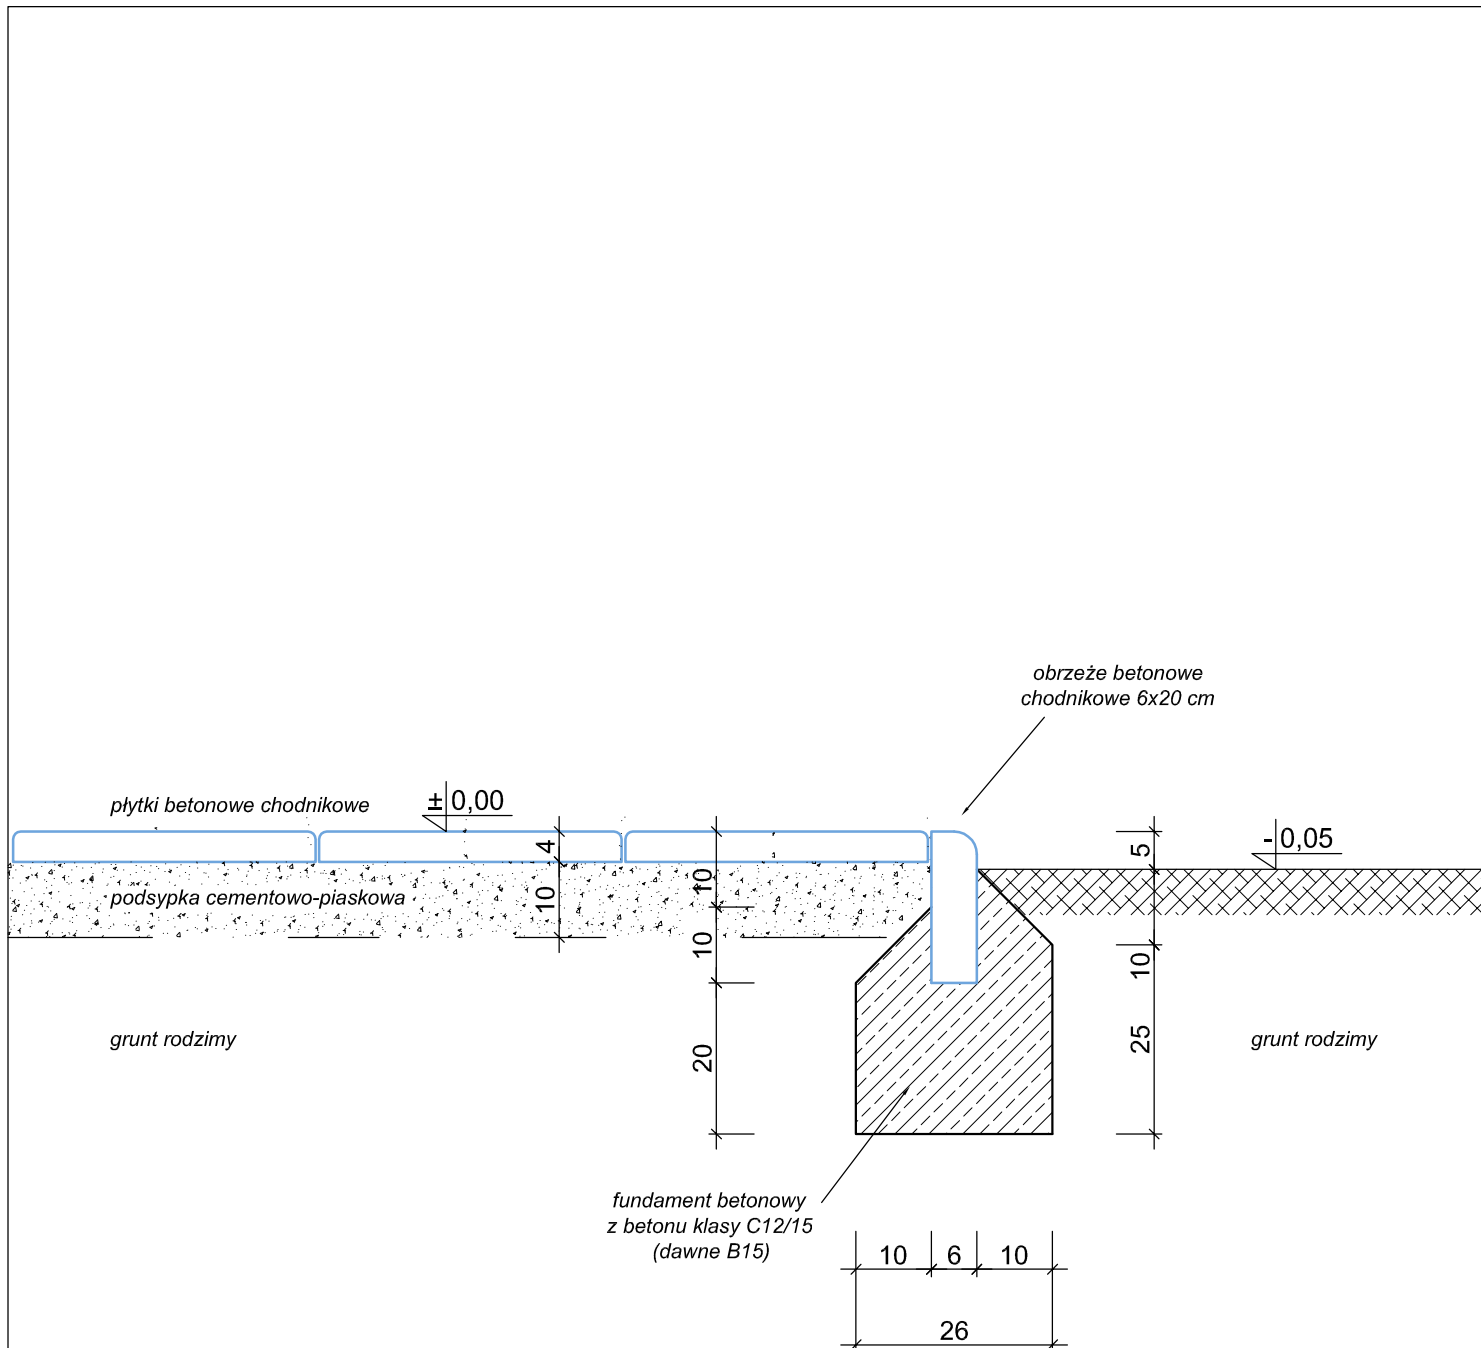 obrzeże betonowe
chodnikowe 6x20 cm
płytki betonowe chodnikowe
± 0,00
- 0,05
4
10
10
5
podsypka cementowo-piaskowa
10
10
20
25
grunt rodzimy
grunt rodzimy
fundament betonowy
z betonu klasy C12/15
(dawne B15)
10 6 10
26